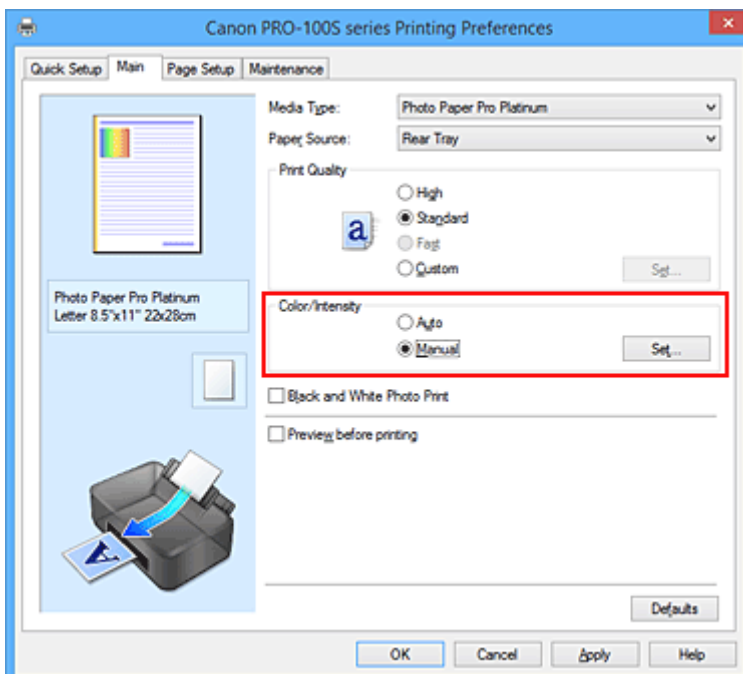 Canon PRO-100S series Printing Preferences
Quick Setup Main Page Setup Maintenance
Media Type: Photo Paper Pro Platinum
Paper Source: Rear Tray
Print Quality
High
a Standard
Fast
Custom Set...
Photo Paper Pro Platinum
Letter 8.5"x11" 22x28cm
Color/Intensity
Auto
Manual Set...
Black and White Photo Print
Preview before printing
A
Defaults
OK Cancel Apply Help